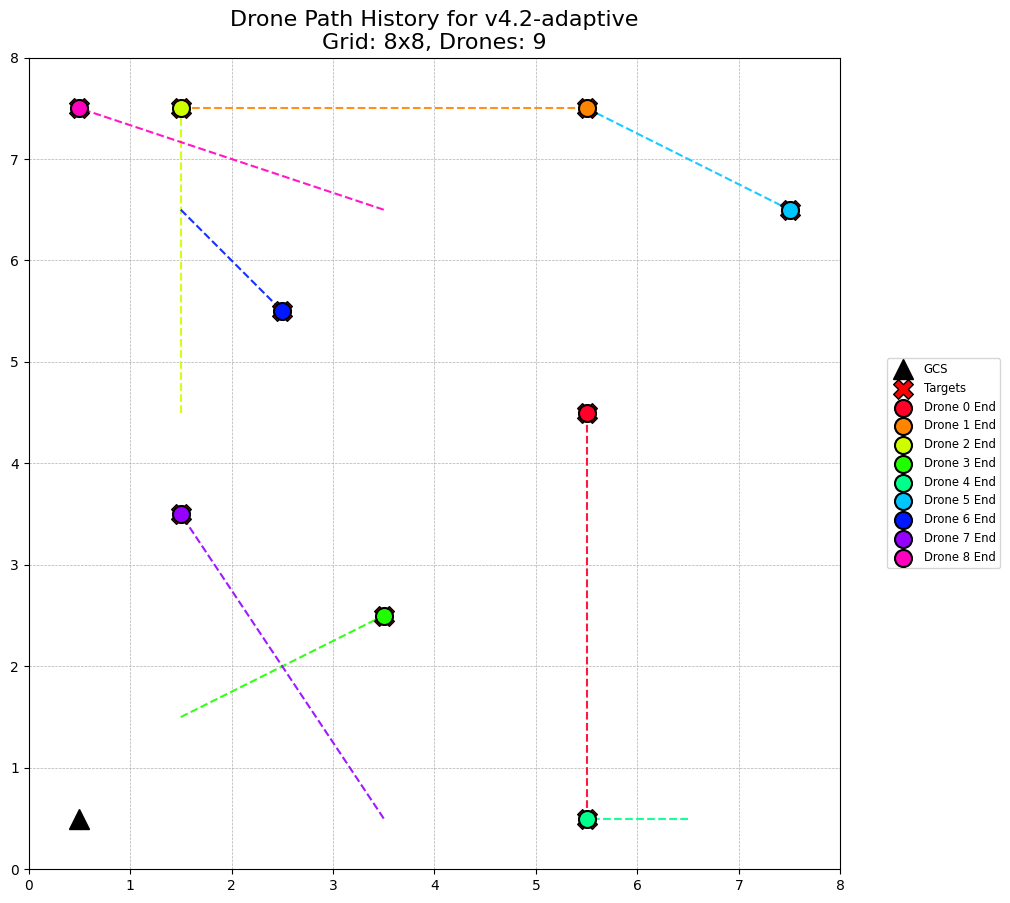 Drone Path History for v4.2-adaptive
Grid: 8x8, Drones: 9
8
7
6
5
4
3
2
1
0
0 1 2 3 4 5 6 7 8
GCS
Targets
Drone 0 End
Drone 1 End
Drone 2 End
Drone 3 End
Drone 4 End
Drone 5 End
Drone 6 End
Drone 7 End
Drone 8 End